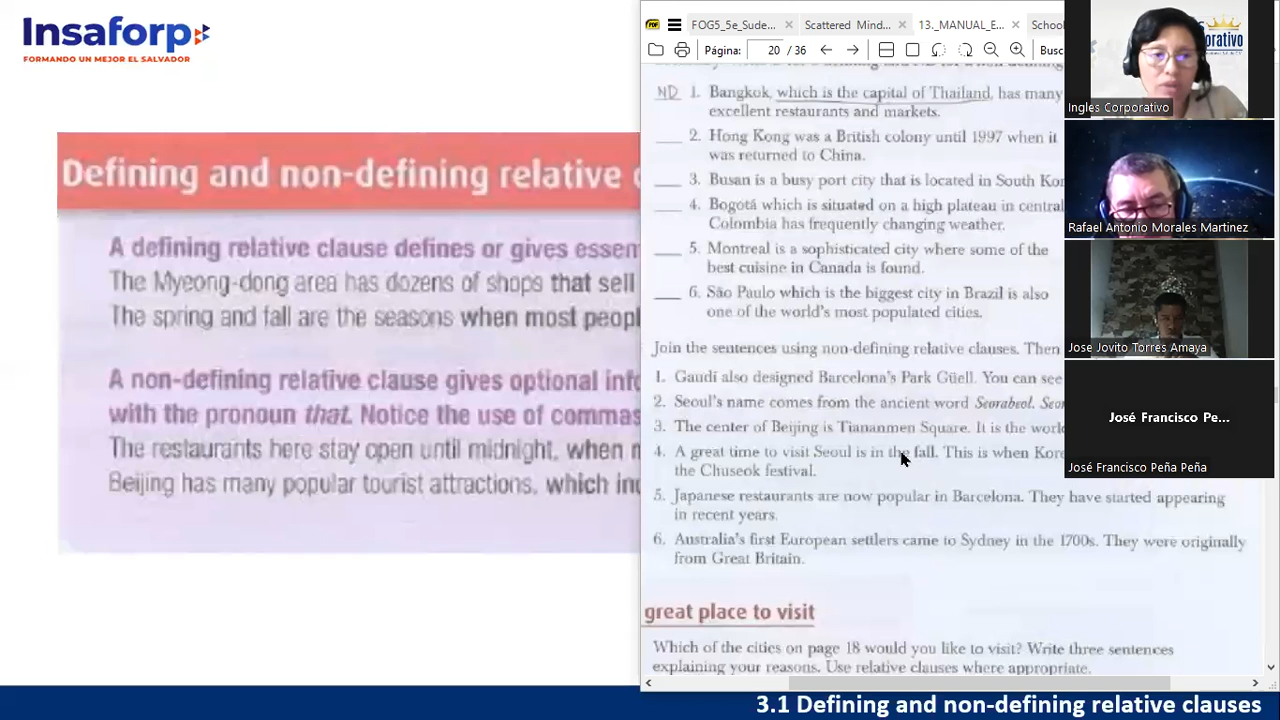 Insaforp
FORMANDO UN MEJOR EL SALVADOR
Defining and non-defining relative
A defining relative clause defines or gives essen
The Myeong-dong area has dozens of shops that sell
The spring and fall are the seasons when most peopl
A non-defining relative clause gives optional info
with the pronoun that. Notice the use of commas
The restaurants here stay open until midnight, when
Beijing has many popular tourist attractions, which inc
FOG5_5e_Sude...
Scattered Mind...
13._MANUAL_E...
School
Página: 20 / 36
Busc
ND 1. Bangkok, which is the capital of Thailand, has many
excellent restaurants and markets.
2. Hong Kong was a British colony until 1997 when it
was returned to China.
3. Busan is a busy port city that is located in South Kor
4. Bogotá which is situated on a high plateau in central
Colombia has frequently changing weather.
5. Montreal is a sophisticated city where some of the
best cuisine in Canada is found.
6. São Paulo which is the biggest city in Brazil is also
one of the world's most populated cities.
Join the sentences using non-defining relative clauses. Then
1. Gaudí also designed Barcelona's Park Güell. You can see
2. Seoul's name comes from the ancient word Seorabeol. Seor
3. The center of Beijing is Tiananmen Square. It is the world
4. A great time to visit Seoul is in the fall. This is when Kore
the Chuseok festival.
5. Japanese restaurants are now popular in Barcelona. They have started appearing
in recent years.
6. Australia's first European settlers came to Sydney in the 1700s. They were originally
from Great Britain.
great place to visit
Which of the cities on page 18 would you like to visit? Write three sentences
explaining your reasons. Use relative clauses where appropriate.
orativo
Ingles Corporativo
Rafael Antonio Morales Martinez
Jose Jovito Torres Amaya
José Francisco Pe...
José Francisco Peña Peña
3.1 Defining and non-defining relative clauses